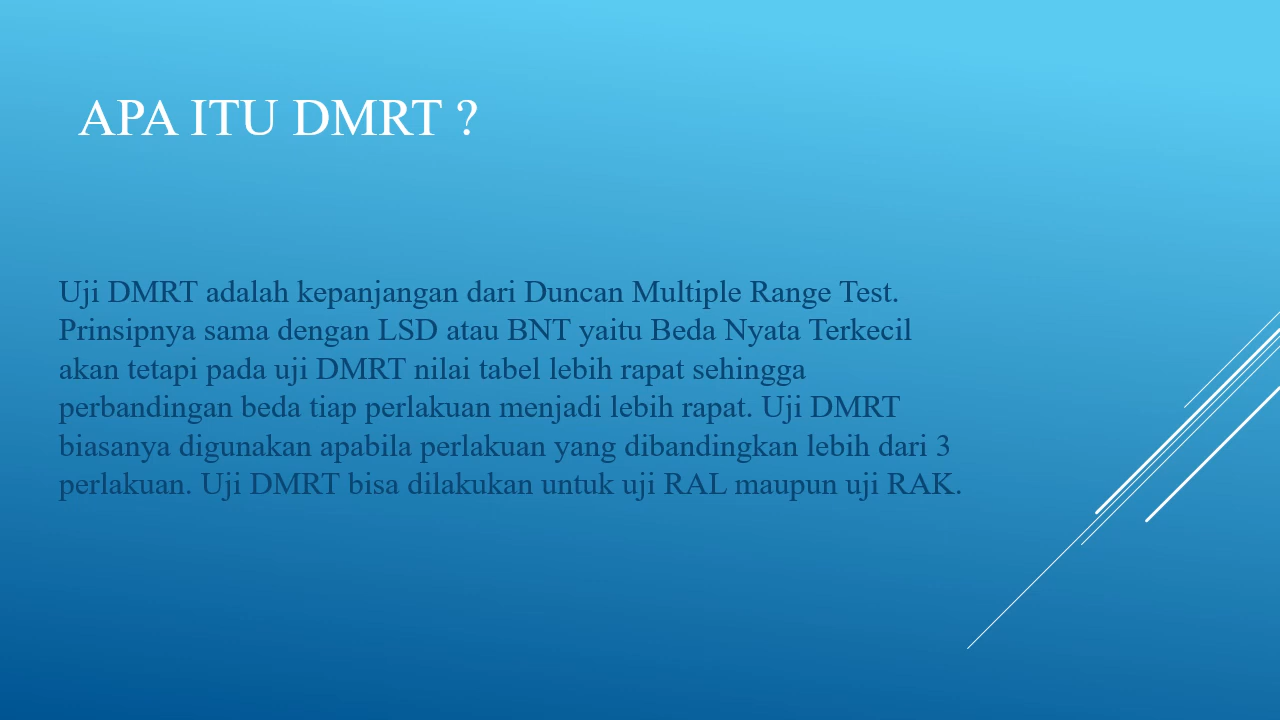 APA ITU DMRT ?
Uji DMRT adalah kepanjangan dari Duncan Multiple Range Test.
Prinsipnya sama dengan LSD atau BNT yaitu Beda Nyata Terkecil
akan tetapi pada uji DMRT nilai tabel lebih rapat sehingga
perbandingan beda tiap perlakuan menjadi lebih rapat. Uji DMRT
biasanya digunakan apabila perlakuan yang dibandingkan lebih dari 3
perlakuan. Uji DMRT bisa dilakukan untuk uji RAL maupun uji RAK.